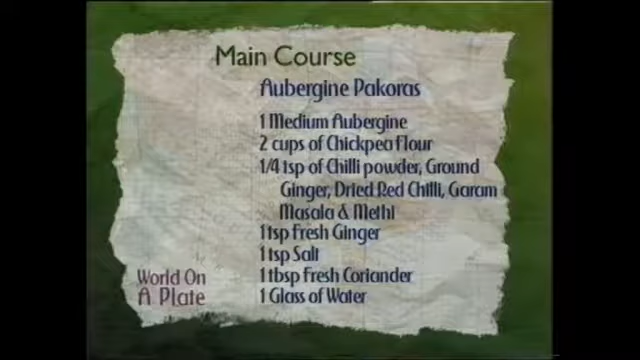 Main Course
Aubergine Pakoras
1 Medium Aubergine
2 cups of Chickpea Flour
1/4 tsp of Chilli powder, Ground
Ginger, Dried Red Chilli, Garam
Masala & Methi
1 tsp Fresh Ginger
1 tsp Salt
1 tbsp Fresh Coriander
1 Glass of Water
World On
A Plate